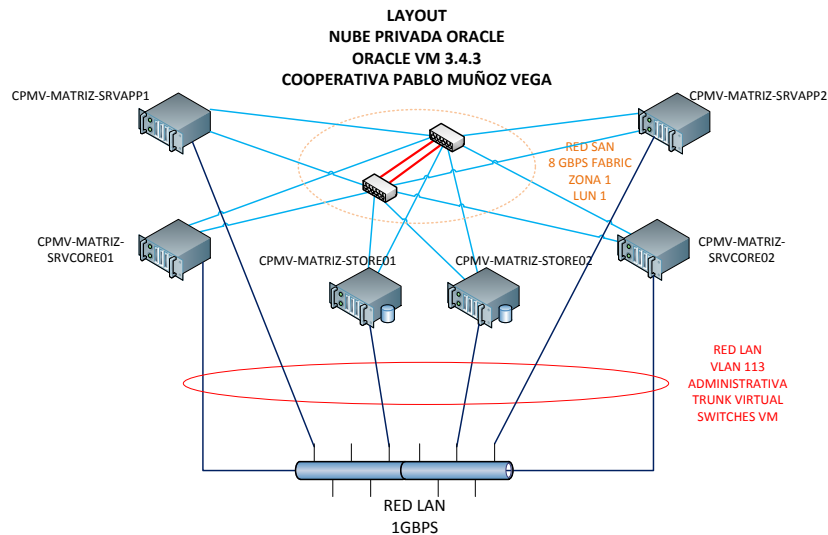 LAYOUT
NUBE PRIVADA ORACLE
ORACLE VM 3.4.3
COOPERATIVA PABLO MUÑOZ VEGA
CPMV-MATRIZ-SRVAPP1
CPMV-MATRIZ-SRVAPP2
RED SAN
8 GBPS FABRIC
ZONA 1
LUN 1
CPMV-MATRIZ-
SRVCORE01
CPMV-MATRIZ-STORE01
CPMV-MATRIZ-STORE02
CPMV-MATRIZ-
SRVCORE02
RED LAN
VLAN 113
ADMINISTRATIVA
TRUNK VIRTUAL
SWITCHES VM
RED LAN
1GBPS